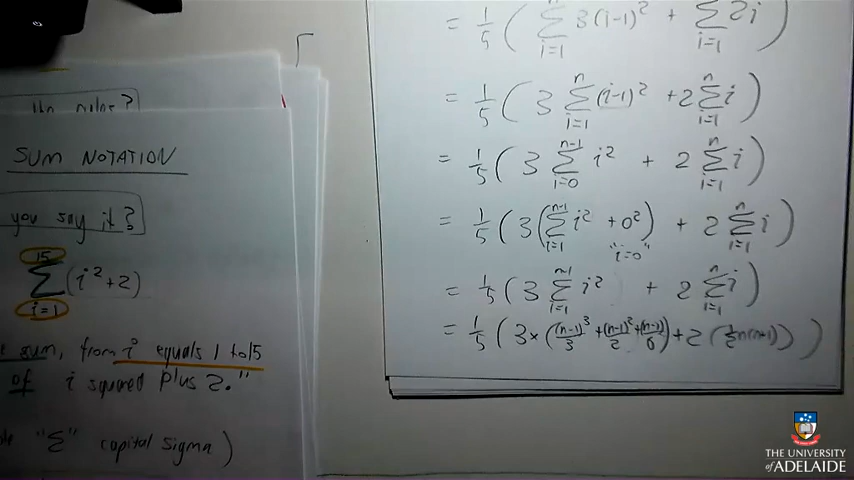 SUM NOTATION
you say it?
15
∑ (i² + 2)
i=1
sum, from i equals 1 to 15
of i squared plus 2."
"Σ" capital sigma)
= 1/5 ( ∑_{i=1}^{n} 3(i-1)² + ∑_{i=1} 2i )
= 1/5 ( 3 ∑_{i=1}^{n} (i-1)² + 2 ∑_{i=1}^{n} i )
= 1/5 ( 3 ∑_{i=0}^{n-1} i² + 2 ∑_{i=1}^{n} i )
= 1/5 ( 3 ( ∑_{i=1}^{n-1} i² + 0² ) + 2 ∑_{i=1}^{n} i )
"i=0"
= 1/5 ( 3 ∑_{i=1}^{n-1} i² + 2 ∑_{i=1}^{n} i )
= 1/5 ( 3 × ( (n-1)³/3 + (n-1)²/2 + (n-1)/6 ) + 2 ( 1/2 n(n+1) ) )
THE UNIVERSITY
of ADELAIDE